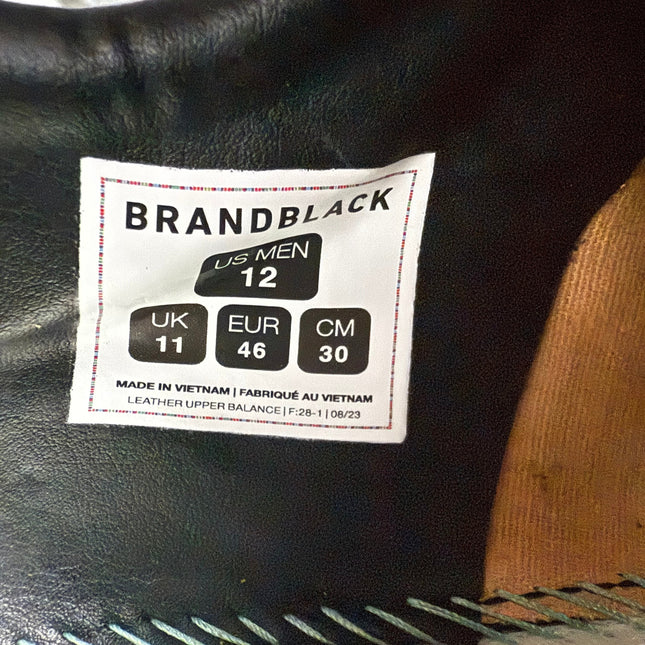 BRANDBLACK
US MEN
12
UK EUR CM
11 46 30
MADE IN VIETNAM | FABRIQUÉ AU VIETNAM
LEATHER UPPER BALANCE | F:28-1 | 08/23